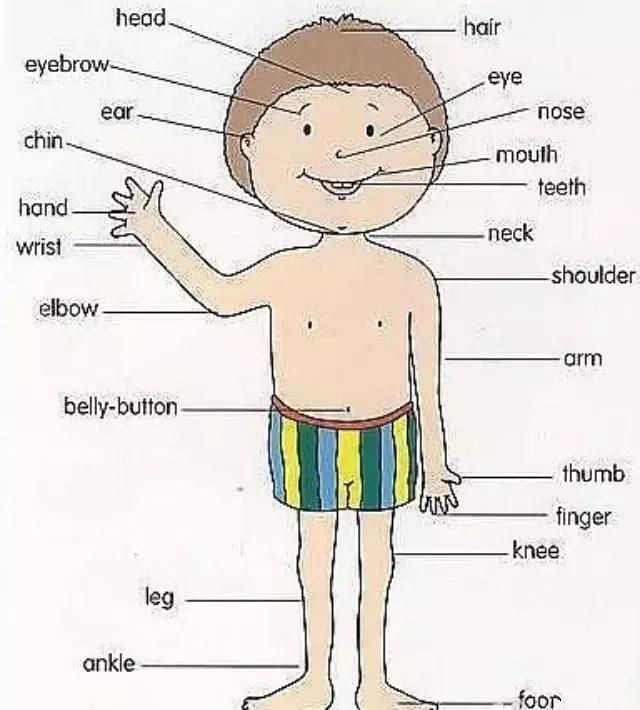 head
hair
eyebrow
eye
ear
nose
chin
mouth
teeth
hand
neck
wrist
shoulder
elbow
arm
belly-button
thumb
finger
knee
leg
ankle
foor